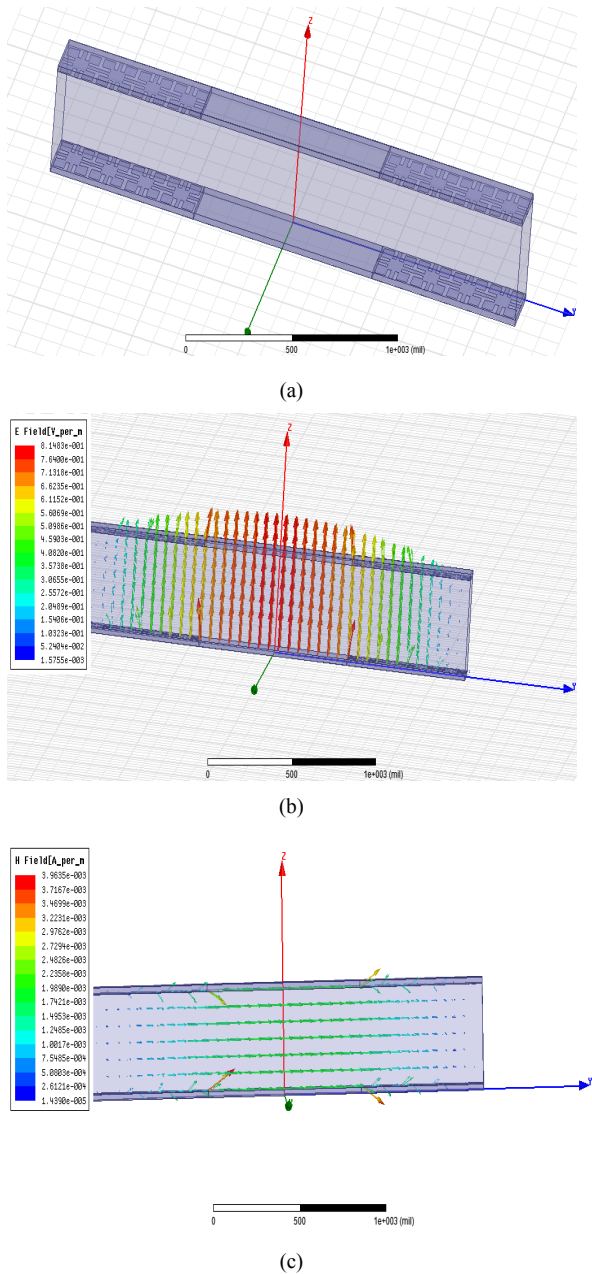 Z
Y
0
500
1e+003 (mil)
(a)
E Field[V_per_m
8.1483e-001
7.6400e-001
7.1318e-001
6.6235e-001
6.1152e-001
5.6069e-001
5.0986e-001
4.5903e-001
4.0820e-001
3.5738e-001
3.0655e-001
2.5572e-001
2.0489e-001
1.5406e-001
1.0323e-001
5.2404e-002
1.5755e-003
Z
Y
0
500
1e+003 (mil)
(b)
H Field[A_per_m
3.9635e-003
3.7167e-003
3.4699e-003
3.2231e-003
2.9762e-003
2.7294e-003
2.4826e-003
2.2358e-003
1.9890e-003
1.7421e-003
1.4953e-003
1.2485e-003
1.0017e-003
7.5485e-004
5.0803e-004
2.6121e-004
1.4390e-005
Z
Y
0
500
1e+003 (mil)
(c)